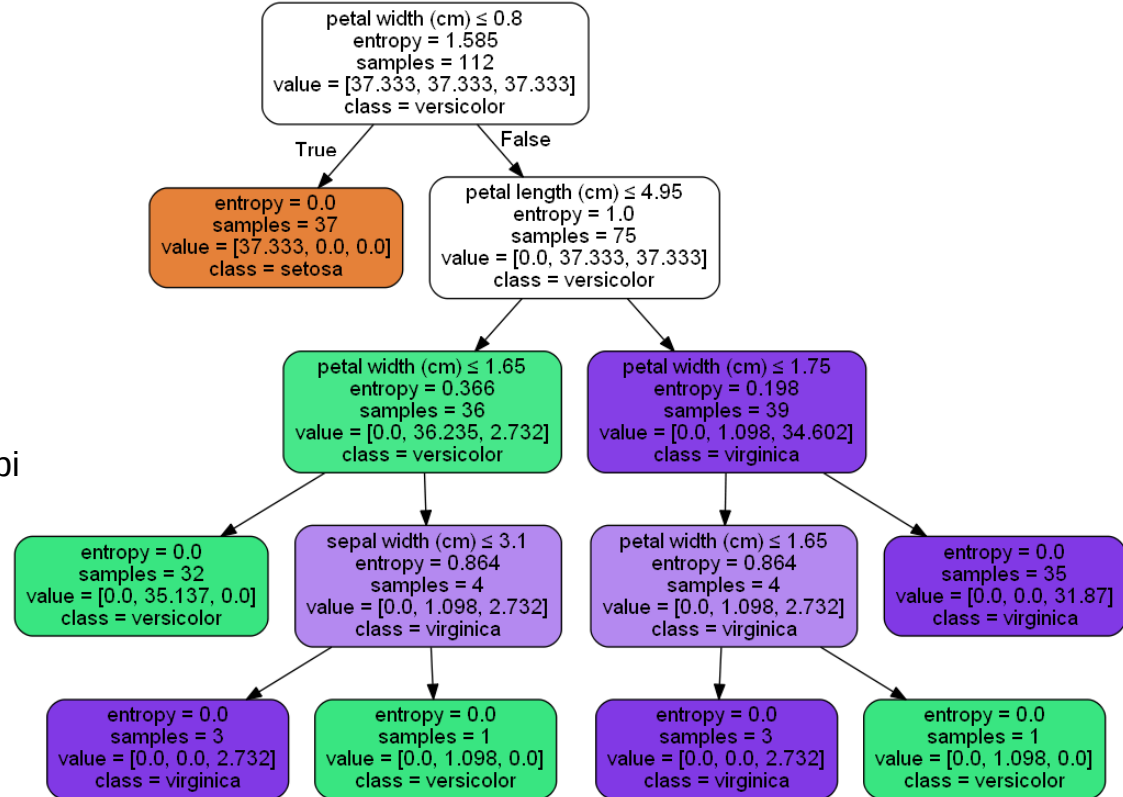 petal width (cm) ≤ 0.8
entropy = 1.585
samples = 112
value = [37.333, 37.333, 37.333]
class = versicolor
True
False
entropy = 0.0
samples = 37
value = [37.333, 0.0, 0.0]
class = setosa
petal length (cm) ≤ 4.95
entropy = 1.0
samples = 75
value = [0.0, 37.333, 37.333]
class = versicolor
petal width (cm) ≤ 1.65
entropy = 0.366
samples = 36
value = [0.0, 36.235, 2.732]
class = versicolor
petal width (cm) ≤ 1.75
entropy = 0.198
samples = 39
value = [0.0, 1.098, 34.602]
class = virginica
entropy = 0.0
samples = 32
value = [0.0, 35.137, 0.0]
class = versicolor
sepal width (cm) ≤ 3.1
entropy = 0.864
samples = 4
value = [0.0, 1.098, 2.732]
class = virginica
petal width (cm) ≤ 1.65
entropy = 0.864
samples = 4
value = [0.0, 1.098, 2.732]
class = virginica
entropy = 0.0
samples = 35
value = [0.0, 0.0, 31.87]
class = virginica
entropy = 0.0
samples = 3
value = [0.0, 0.0, 2.732]
class = virginica
entropy = 0.0
samples = 1
value = [0.0, 1.098, 0.0]
class = versicolor
entropy = 0.0
samples = 3
value = [0.0, 0.0, 2.732]
class = virginica
entropy = 0.0
samples = 1
value = [0.0, 1.098, 0.0]
class = versicolor